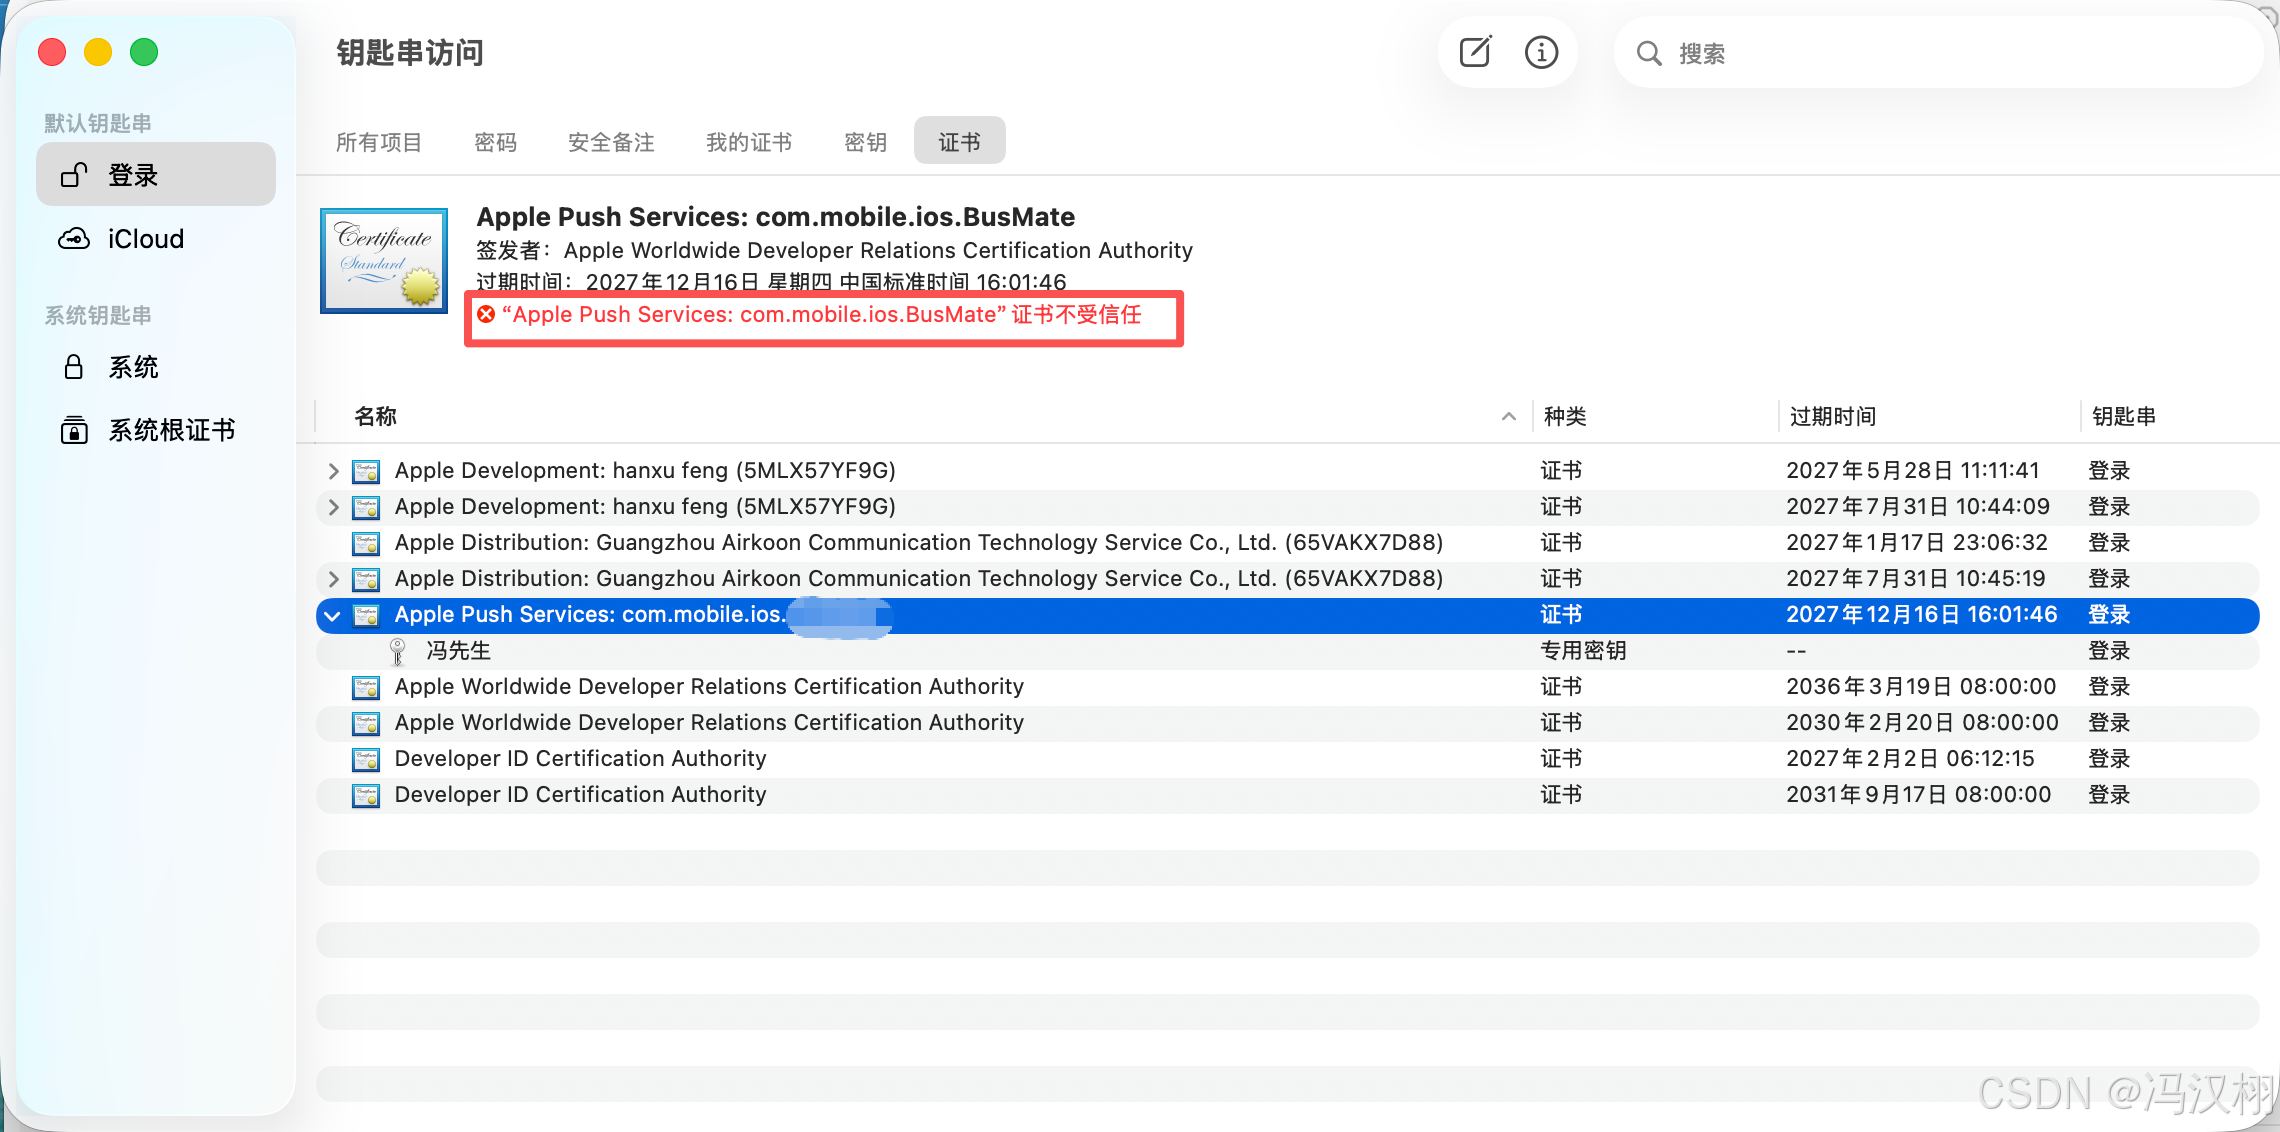 钥匙串访问
搜索
默认钥匙串
登录
iCloud
系统钥匙串
系统
系统根证书
所有项目 密码 安全备注 我的证书 密钥 证书
Certificate
Standard
Apple Push Services: com.mobile.ios.BusMate
签发者：Apple Worldwide Developer Relations Certification Authority
过期时间：2027年12月16日 星期四 中国标准时间 16:01:46
“Apple Push Services: com.mobile.ios.BusMate”证书不受信任
名称 种类 过期时间 钥匙串
Apple Development: hanxu feng (5MLX57YF9G) 证书 2027年5月28日 11:11:41 登录
Apple Development: hanxu feng (5MLX57YF9G) 证书 2027年7月31日 10:44:09 登录
Apple Distribution: Guangzhou Airkoon Communication Technology Service Co., Ltd. (65VAKX7D88) 证书 2027年1月17日 23:06:32 登录
Apple Distribution: Guangzhou Airkoon Communication Technology Service Co., Ltd. (65VAKX7D88) 证书 2027年7月31日 10:45:19 登录
Apple Push Services: com.mobile.ios. 证书 2027年12月16日 16:01:46 登录
冯先生 专用密钥 -- 登录
Apple Worldwide Developer Relations Certification Authority 证书 2036年3月19日 08:00:00 登录
Apple Worldwide Developer Relations Certification Authority 证书 2030年2月20日 08:00:00 登录
Developer ID Certification Authority 证书 2027年2月2日 06:12:15 登录
Developer ID Certification Authority 证书 2031年9月17日 08:00:00 登录
CSDN @冯汉栩